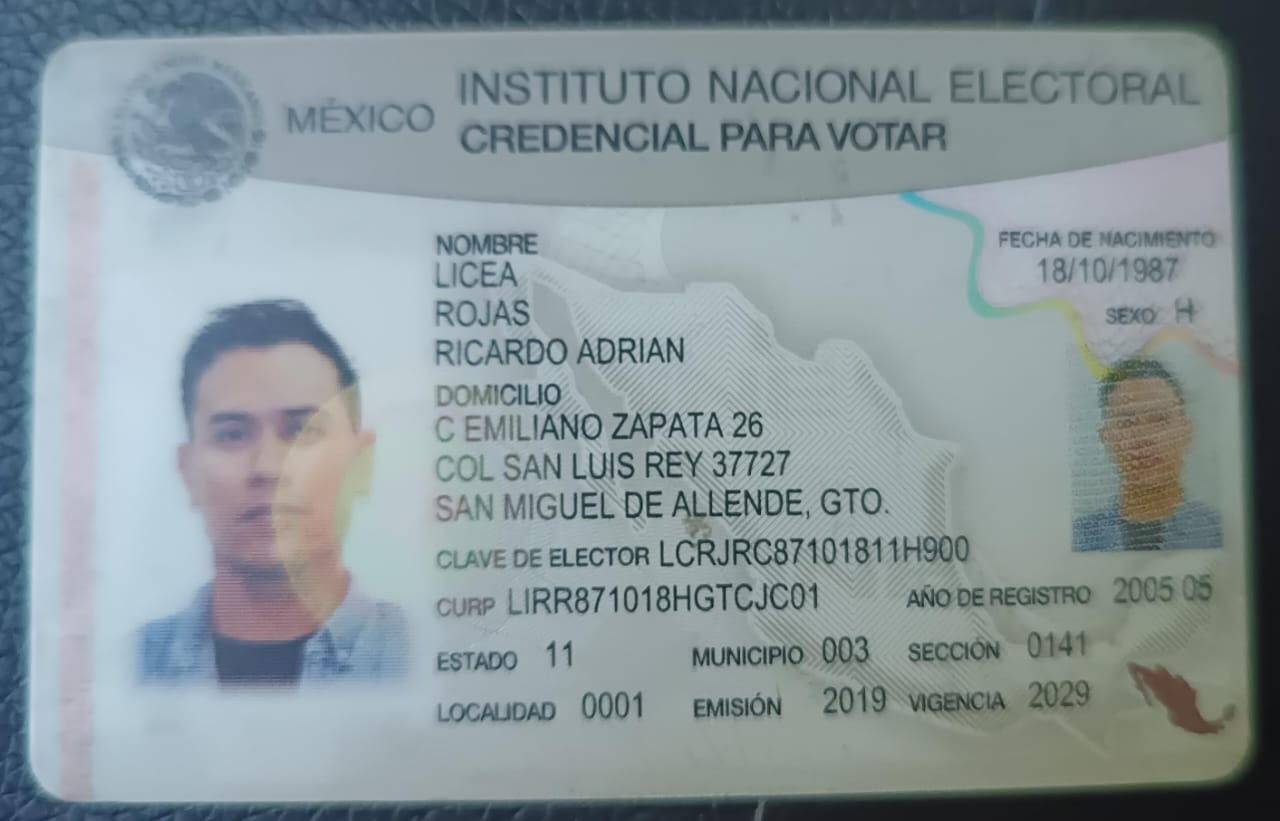 MÉXICO
INSTITUTO NACIONAL ELECTORAL
CREDENCIAL PARA VOTAR
NOMBRE
LICEA
ROJAS
RICARDO ADRIAN
FECHA DE NACIMIENTO
18/10/1987
SEXO H
DOMICILIO
C EMILIANO ZAPATA 26
COL SAN LUIS REY 37727
SAN MIGUEL DE ALLENDE, GTO.
CLAVE DE ELECTOR LCRJRC87101811H900
CURP LIRR871018HGTCJC01 AÑO DE REGISTRO 2005 05
ESTADO 11 MUNICIPIO 003 SECCIÓN 0141
LOCALIDAD 0001 EMISIÓN 2019 VIGENCIA 2029